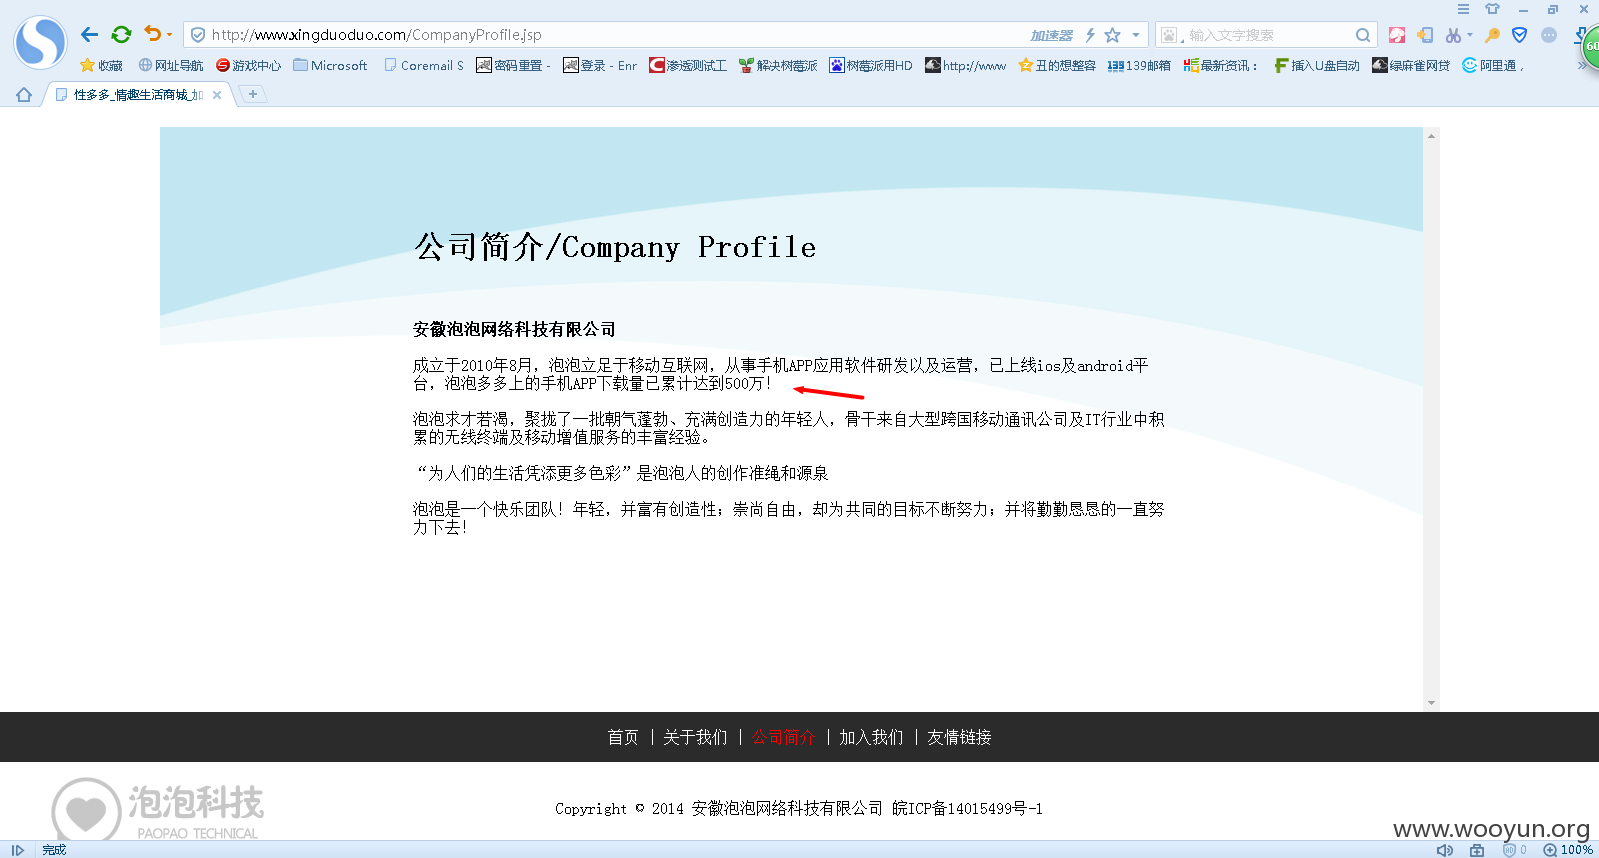 http://www.xingduoduo.com/CompanyProfile.jsp
加速器
输入文字搜索
60
收藏
网址导航
游戏中心
Microsoft
Coremail S
密码重置 -
登录 - Enr
渗透测试工
解决树莓派
树莓派用HD
http://www
丑的想整容
139邮箱
最新资讯：
插入U盘自动
绿麻雀网贷
阿里通，
性多多_情趣生活商城_加
公司简介/Company Profile
安徽泡泡网络科技有限公司
成立于2010年8月，泡泡立足于移动互联网，从事手机APP应用软件研发以及运营，已上线ios及android平
台，泡泡多多上的手机APP下载量已累计达到500万！
泡泡求才若渴，聚拢了一批朝气蓬勃、充满创造力的年轻人，骨干来自大型跨国移动通讯公司及IT行业中积
累的无线终端及移动增值服务的丰富经验。
“为人们的生活凭添更多色彩”是泡泡人的创作准绳和源泉
泡泡是一个快乐团队！年轻，并富有创造性；崇尚自由，却为共同的目标不断努力；并将勤勤恳恳的一直努
力下去！
首页 | 关于我们 | 公司简介 | 加入我们 | 友情链接
泡泡科技
PAOPAO TECHNICAL
Copyright © 2014 安徽泡泡网络科技有限公司 皖ICP备14015499号-1
www.wooyun.org
完成
0
100%